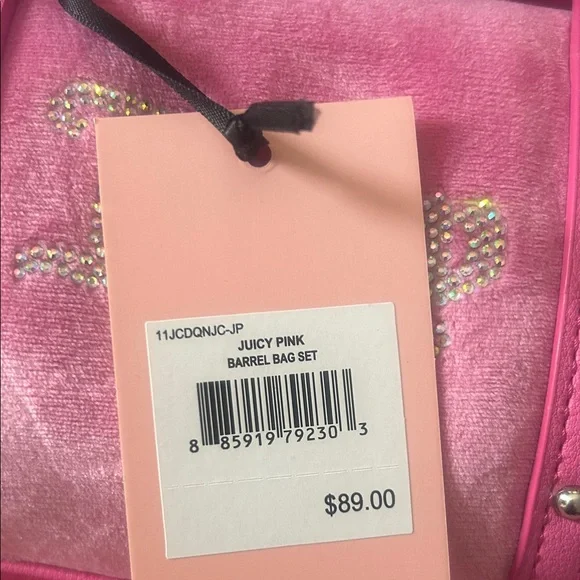 11JCDQNJC-JP
JUICY PINK
BARREL BAG SET
8 85919 79230 3
$89.00